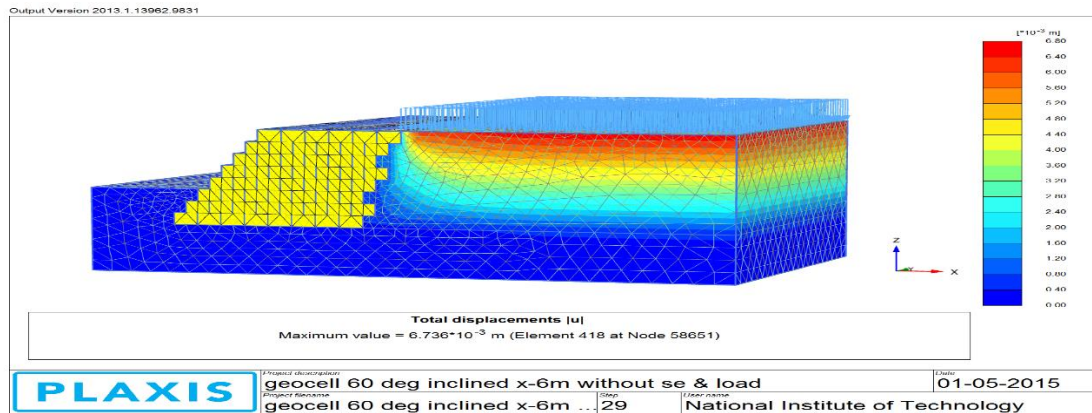 Output Version 2013.1.13962.9831
[*10-3 m]
6.80
6.40
6.00
5.60
5.20
4.80
4.40
4.00
3.60
3.20
2.80
2.40
2.00
1.60
1.20
0.80
0.40
0.00
Z
Y
X
Total displacements |u|
Maximum value = 6.736*10-3 m (Element 418 at Node 58651)
PLAXIS
Project description
geocell 60 deg inclined x-6m without se & load
Date
01-05-2015
Project filename
geocell 60 deg inclined x-6m ...
Step
29
User name
National Institute of Technology